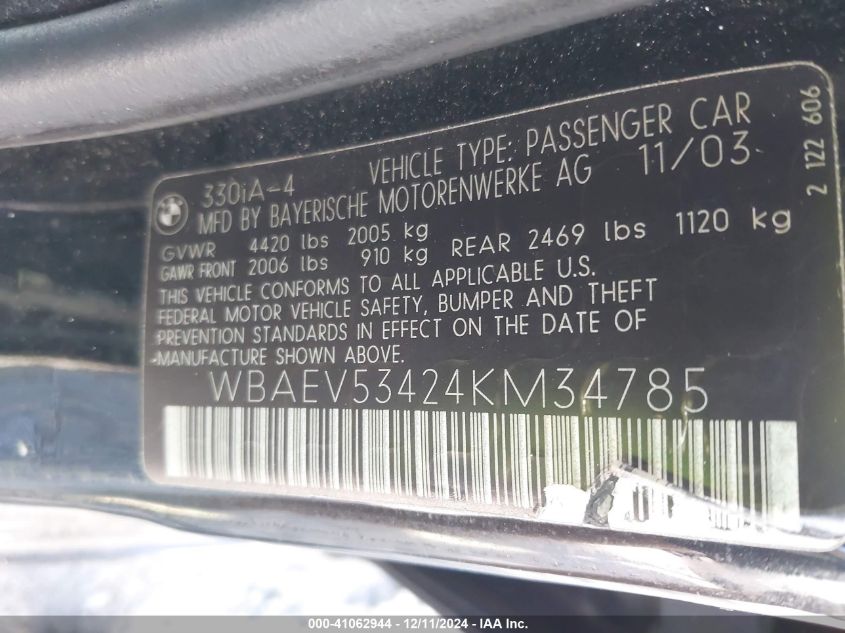 330iA-4 VEHICLE TYPE: PASSENGER CAR
MFD BY BAYERISCHE MOTORENWERKE AG 11/03
GVWR 4420 lbs 2005 kg
GAWR FRONT 2006 lbs 910 kg REAR 2469 lbs 1120 kg
THIS VEHICLE CONFORMS TO ALL APPLICABLE U.S.
FEDERAL MOTOR VEHICLE SAFETY, BUMPER AND THEFT
PREVENTION STANDARDS IN EFFECT ON THE DATE OF
MANUFACTURE SHOWN ABOVE.
WBAEV53424KM34785
2 122 606
000-41062944 - 12/11/2024 - IAA Inc.